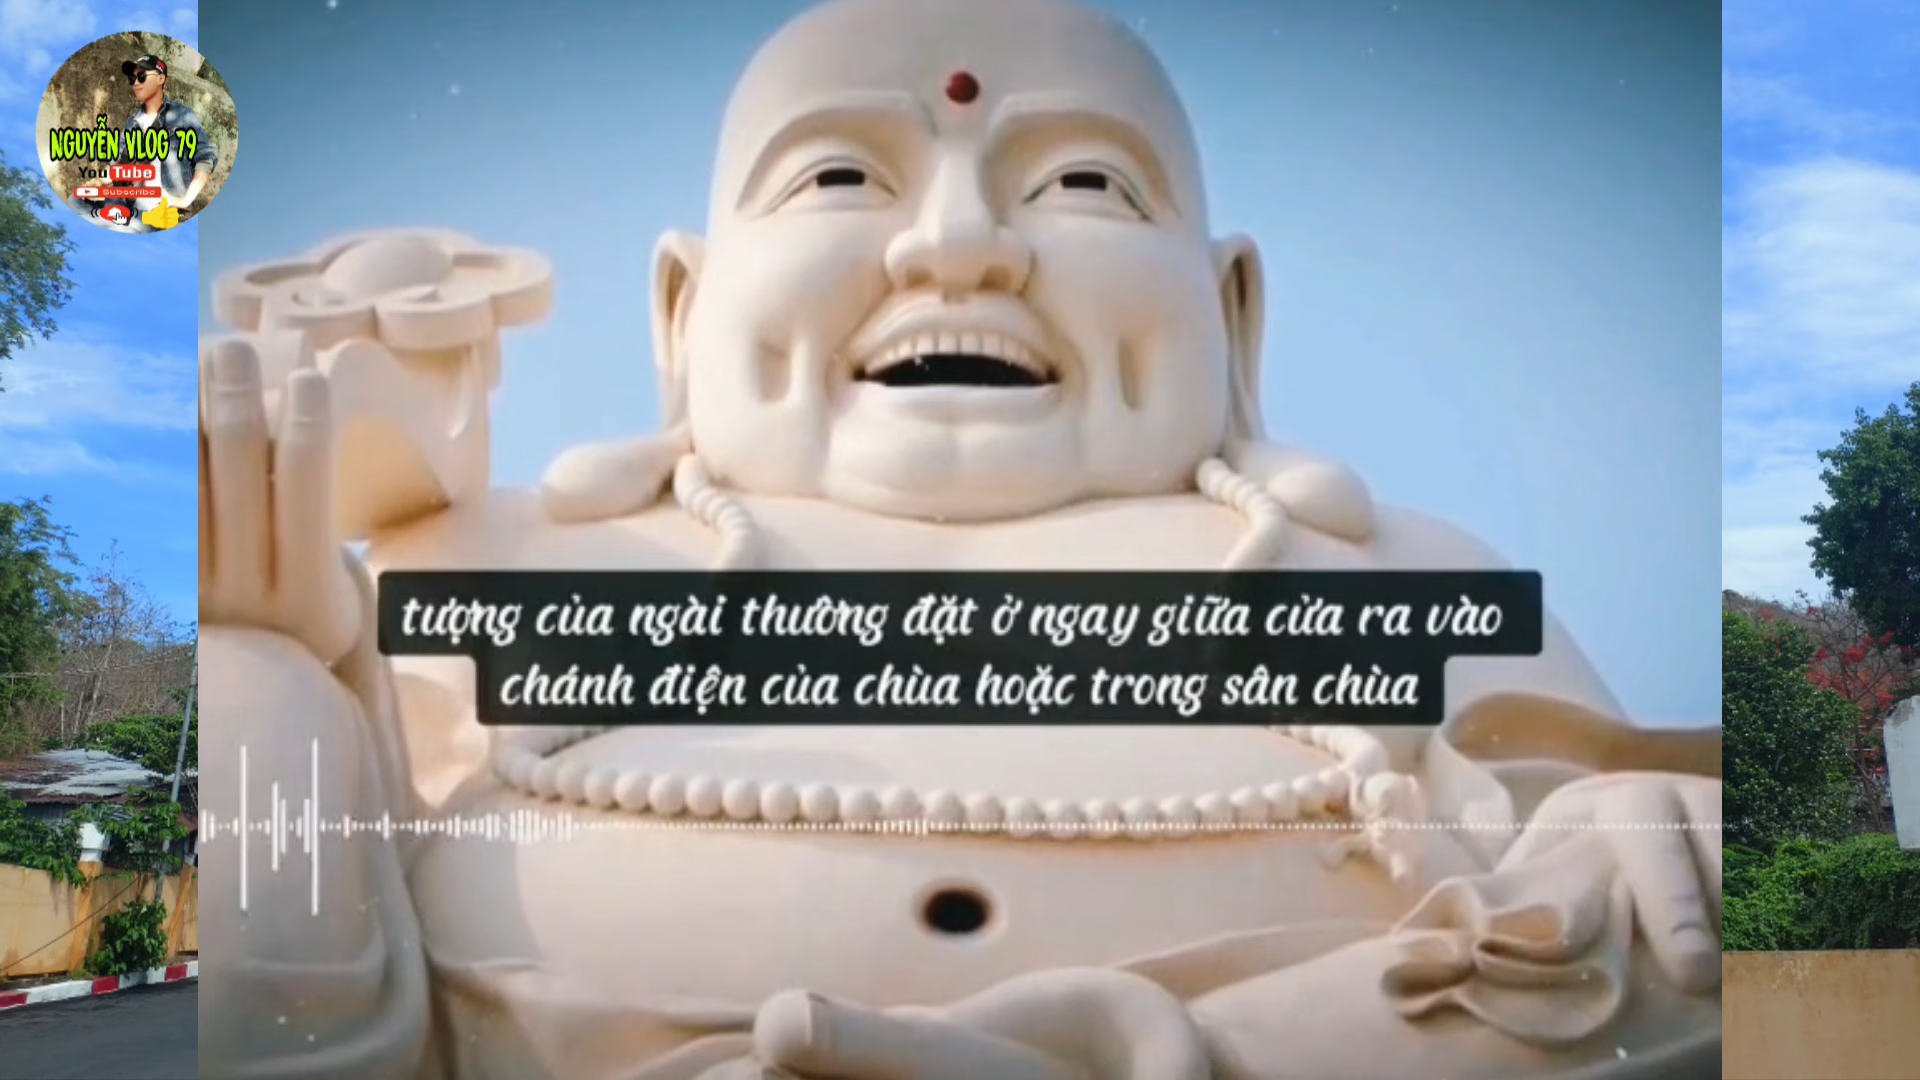 NGUYỄN VLOG 79
YouTube
Subscribe
tượng của ngài thường đặt ở ngay giữa cửa ra vào
chánh điện của chùa hoặc trong sân chùa